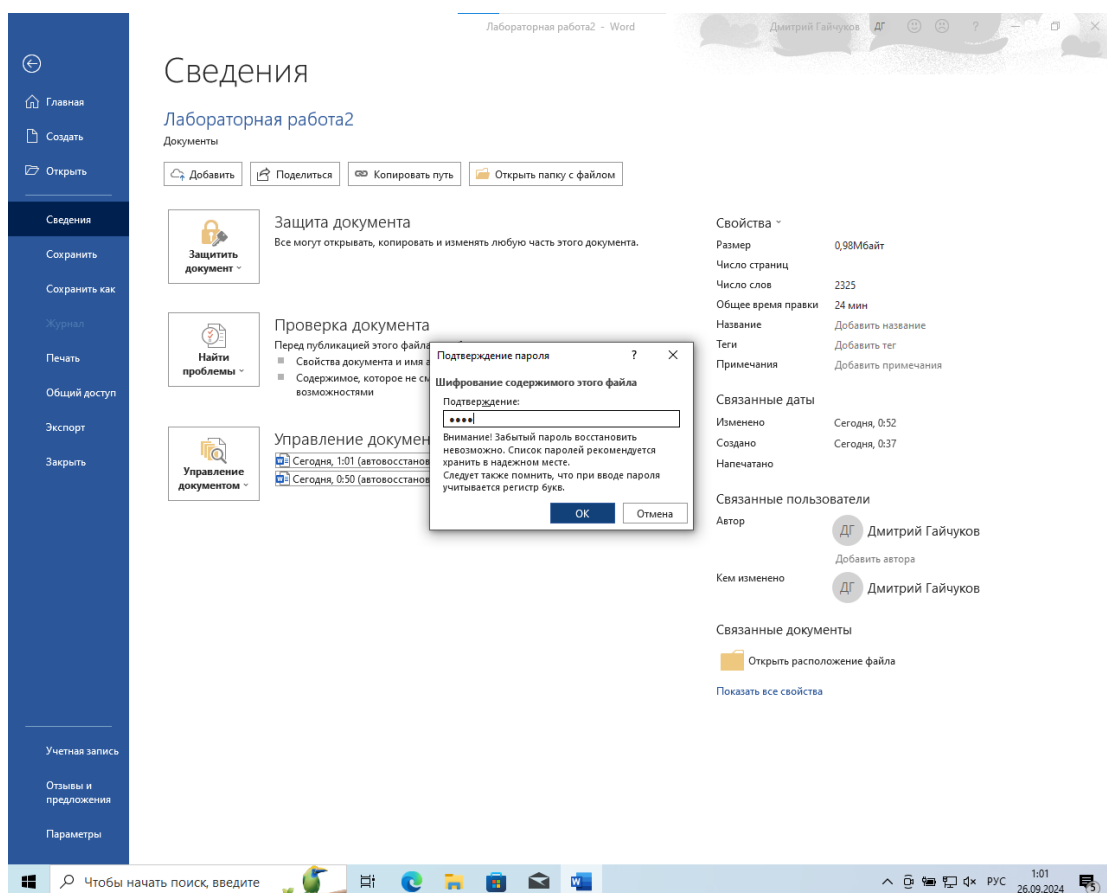 Лабораторная работа2 - Word
Дмитрий Гайчуков ДГ
Главная
Создать
Открыть
Сведения
Сохранить
Сохранить как
Журнал
Печать
Общий доступ
Экспорт
Закрыть
Учетная запись
Отзывы и
предложения
Параметры
Сведения
Лабораторная работа2
Документы
Добавить
Поделиться
Копировать путь
Открыть папку с файлом
Защитить
документ
Защита документа
Все могут открывать, копировать и изменять любую часть этого документа.
Найти
проблемы
Проверка документа
Перед публикацией этого файла
Свойства документа и имя а
Содержимое, которое не см
возможностями
Управление
документом
Управление докумен
Сегодня, 1:01 (автовосстанов
Сегодня, 0:50 (автовосстанов
Подтверждение пароля ?
Шифрование содержимого этого файла
Подтверждение:
Внимание! Забытый пароль восстановить
невозможно. Список паролей рекомендуется
хранить в надежном месте.
Следует также помнить, что при вводе пароля
учитывается регистр букв.
ОК
Отмена
Свойства
Размер 0,98Мбайт
Число страниц
Число слов 2325
Общее время правки 24 мин
Название Добавить название
Теги Добавить тег
Примечания Добавить примечания
Связанные даты
Изменено Сегодня, 0:52
Создано Сегодня, 0:37
Напечатано
Связанные пользователи
Автор ДГ Дмитрий Гайчуков
Добавить автора
Кем изменено ДГ Дмитрий Гайчуков
Связанные документы
Открыть расположение файла
Показать все свойства
Чтобы начать поиск, введите
РУС
1:01
26.09.2024
5